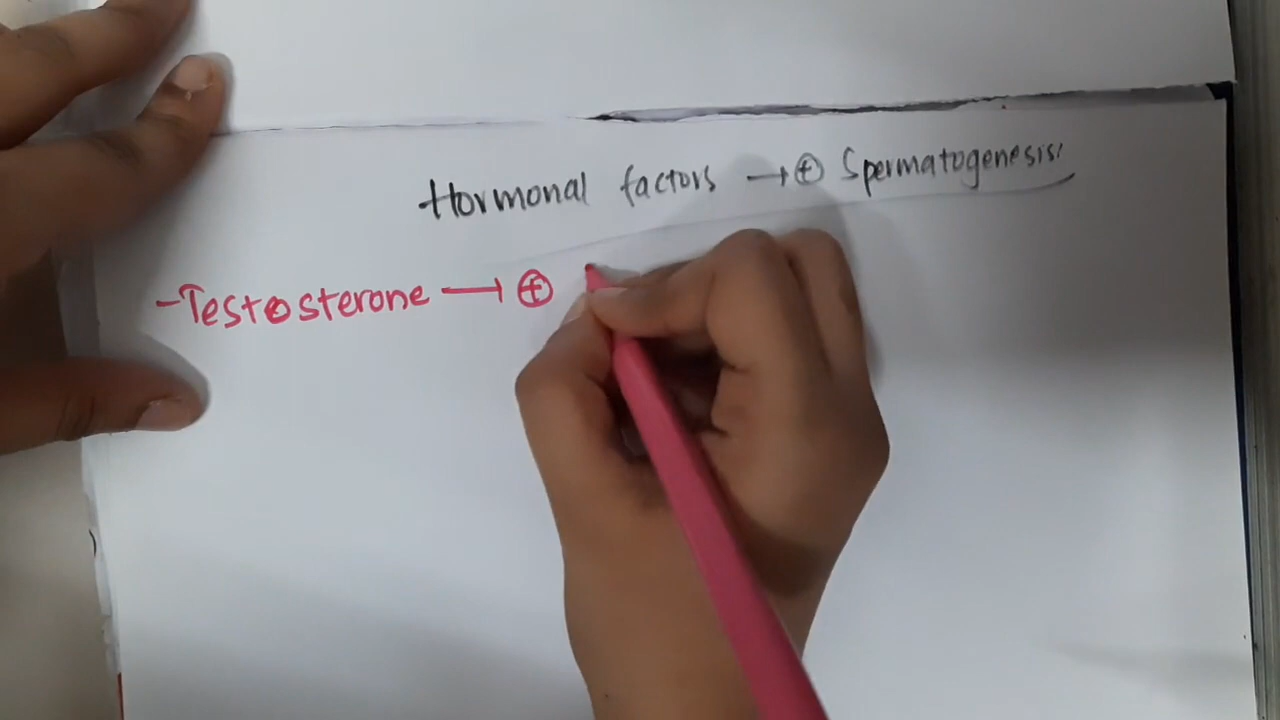 Hormonal factors → ⊕ Spermatogenesis.
- Testosterone → ⊕